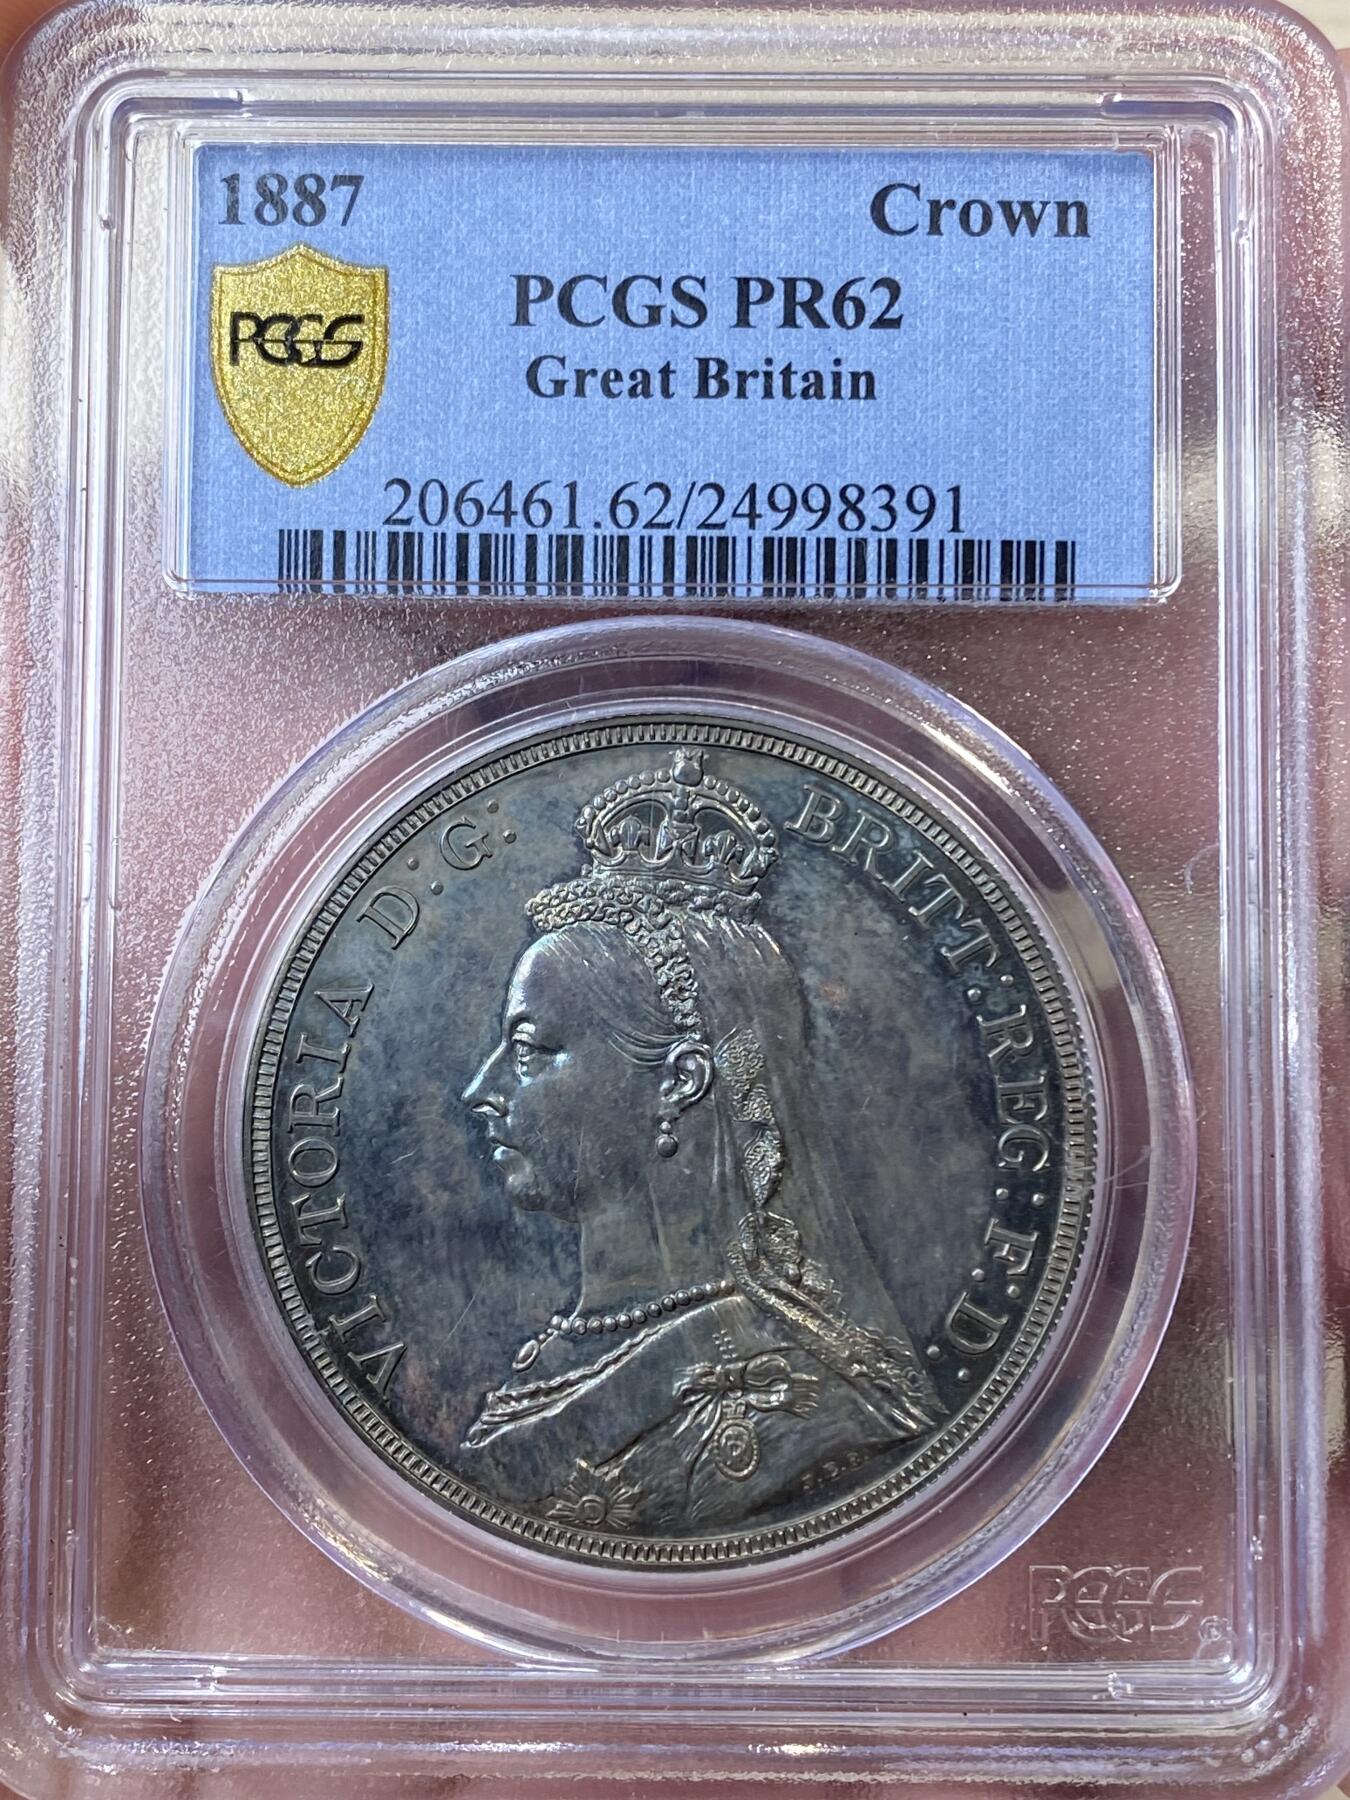 1887 Crown
PCGS PR62
PCGS
Great Britain
206461.62/24998391
VICTORIA D: G: BRITT: REG: F: D:
J.E.B.
PCGS ®